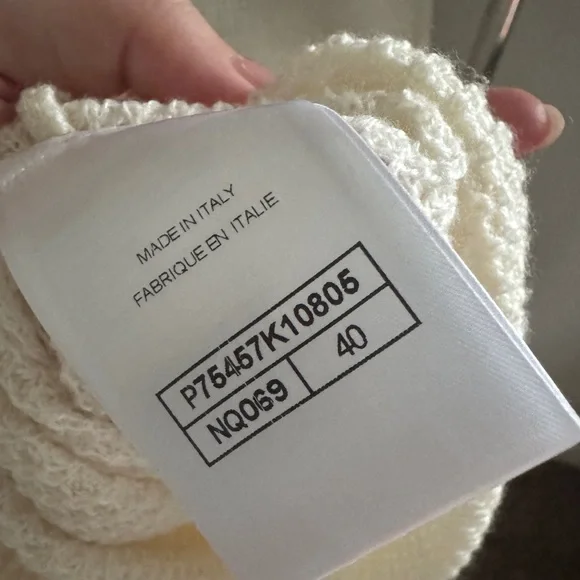 MADE IN ITALY
FABRIQUE EN ITALIE
P75457K10805
NQ069 40